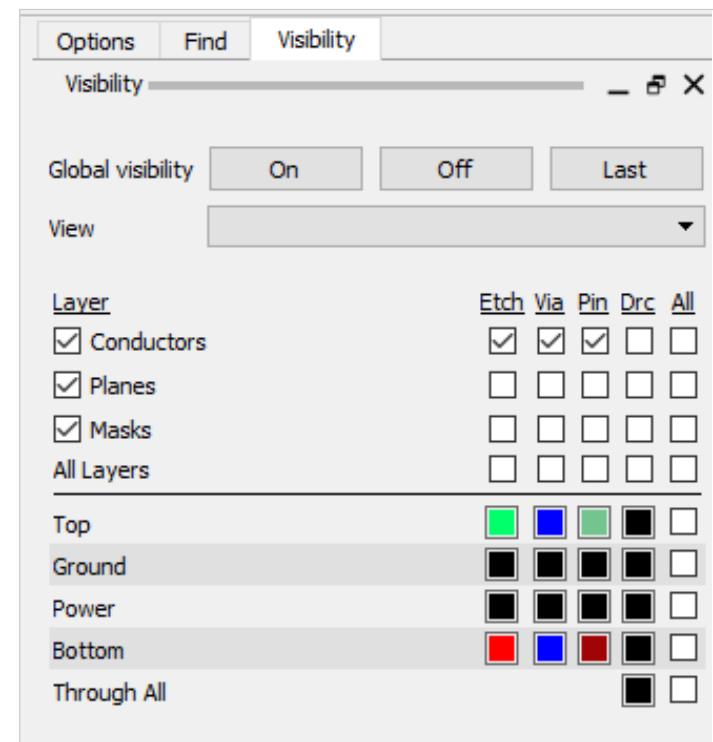 Options Find Visibility
Visibility
Global visibility On Off Last
View
Layer Etch Via Pin Drc All
Conductors
Planes
Masks
All Layers
Top
Ground
Power
Bottom
Through All